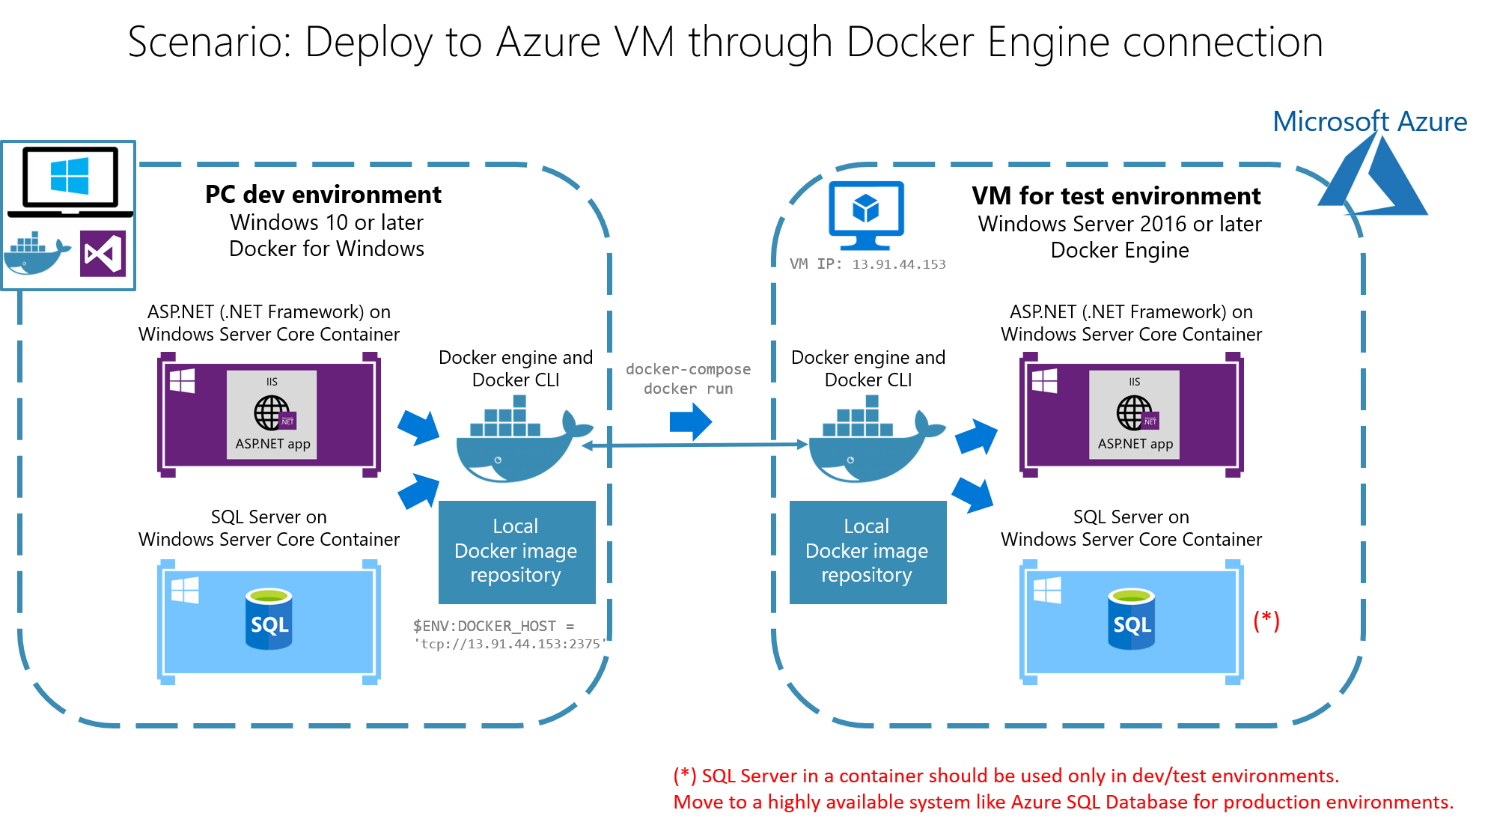 Scenario: Deploy to Azure VM through Docker Engine connection
Microsoft Azure
PC dev environment
Windows 10 or later
Docker for Windows
ASP.NET (.NET Framework) on
Windows Server Core Container
IIS
NET
ASP.NET app
SQL Server on
Windows Server Core Container
SQL
Docker engine and
Docker CLI
Local
Docker image
repository
$ENV:DOCKER_HOST =
'tcp://13.91.44.153:2375'
docker-compose
docker run
VM for test environment
Windows Server 2016 or later
Docker Engine
VM IP: 13.91.44.153
Docker engine and
Docker CLI
Local
Docker image
repository
ASP.NET (.NET Framework) on
Windows Server Core Container
IIS
NET
ASP.NET app
SQL Server on
Windows Server Core Container
SQL
(*)
(*) SQL Server in a container should be used only in dev/test environments.
Move to a highly available system like Azure SQL Database for production environments.